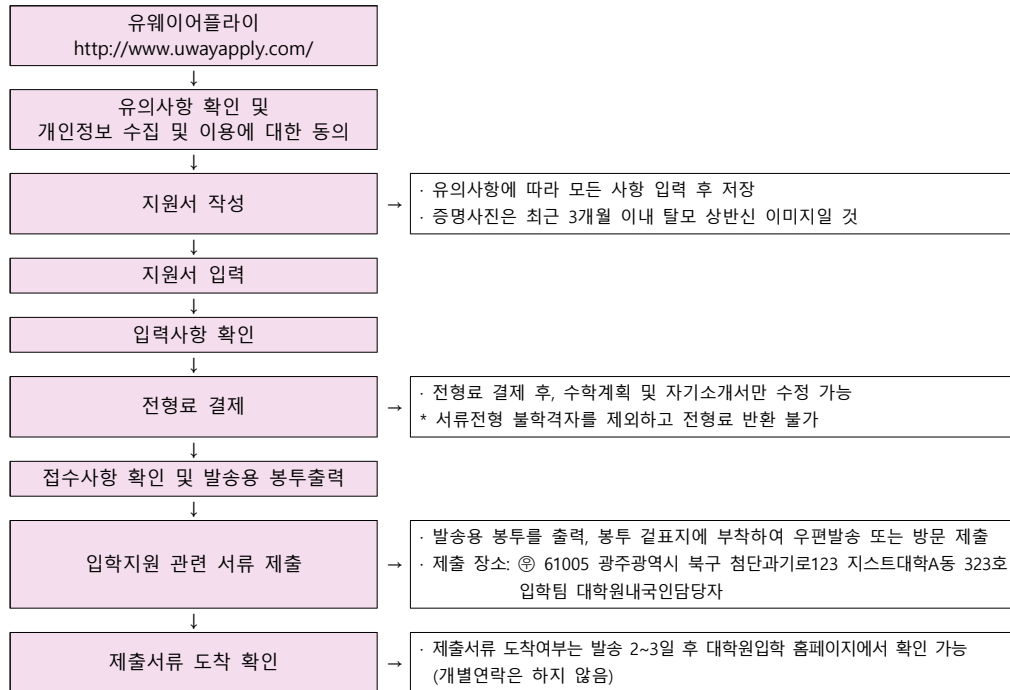 유웨이어플라이
http://www.uwayapply.com/
↓
유의사항 확인 및
개인정보 수집 및 이용에 대한 동의
↓
지원서 작성
→
· 유의사항에 따라 모든 사항 입력 후 저장
· 증명사진은 최근 3개월 이내 탈모 상반신 이미지일 것
↓
지원서 입력
↓
입력사항 확인
↓
전형료 결제
→
· 전형료 결제 후, 수학계획 및 자기소개서만 수정 가능
* 서류전형 불학격자를 제외하고 전형료 반환 불가
↓
접수사항 확인 및 발송용 봉투출력
↓
입학지원 관련 서류 제출
→
· 발송용 봉투를 출력, 봉투 겉표지에 부착하여 우편발송 또는 방문 제출
· 제출 장소: ㉾ 61005 광주광역시 북구 첨단과기로123 지스트대학A동 323호
입학팀 대학원내국인담당자
↓
제출서류 도착 확인
→
· 제출서류 도착여부는 발송 2~3일 후 대학원입학 홈페이지에서 확인 가능
(개별연락은 하지 않음)